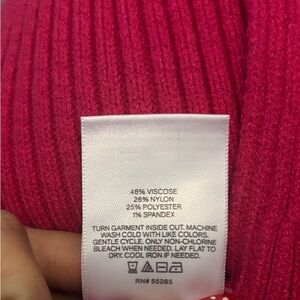 48% VISCOSE
26% NYLON
25% POLYESTER
1% SPANDEX
TURN GARMENT INSIDE OUT. MACHINE
WASH COLD WITH LIKE COLORS.
GENTLE CYCLE. ONLY NON-CHLORINE
BLEACH WHEN NEEDED. LAY FLAT TO
DRY. COOL IRON IF NEEDED.
RN# 55285